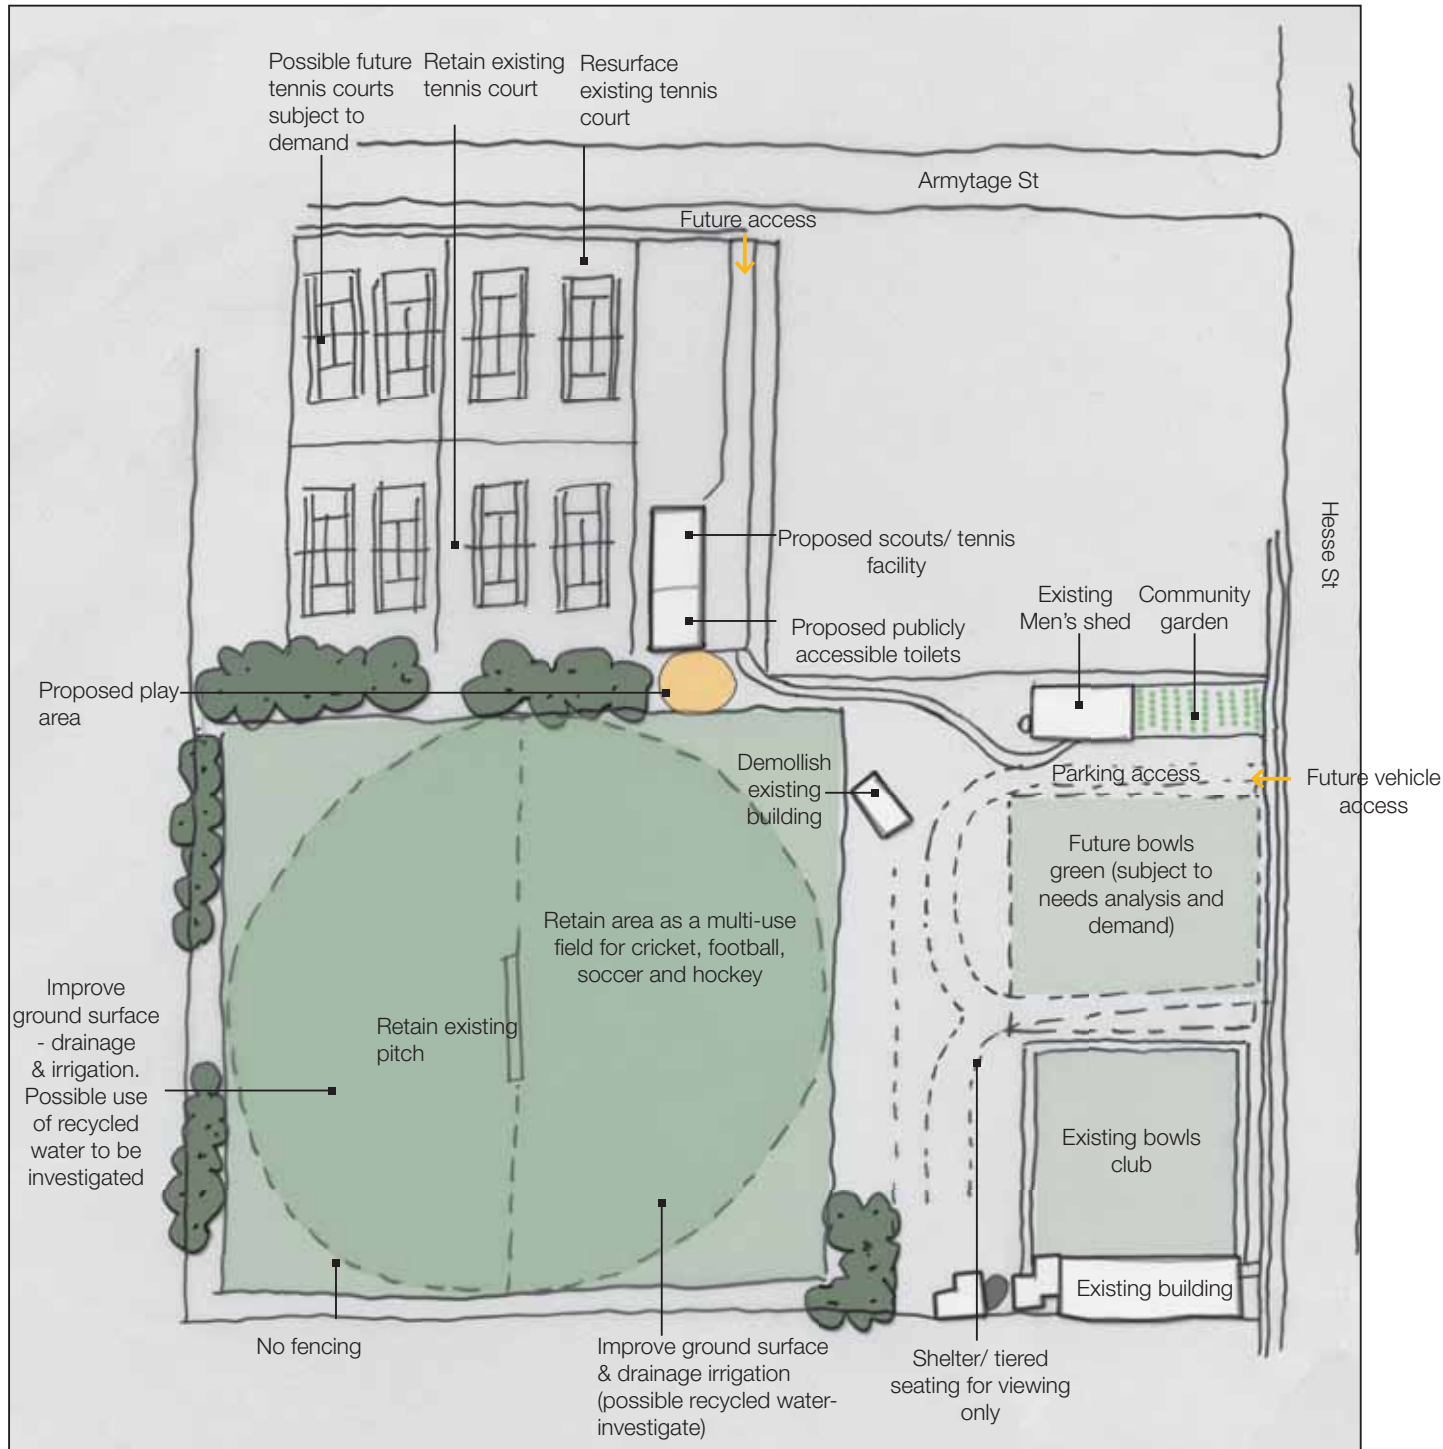 Possible future
tennis courts
subject to
demand
Retain existing
tennis court
Resurface
existing tennis
court
Armytage St
Future access
Hesse St
Proposed scouts/ tennis
facility
Proposed publicly
accessible toilets
Existing
Men's shed
Community
garden
Proposed play
area
Demollish
existing
building
Parking access
Future vehicle
access
Future bowls
green (subject to
needs analysis and
demand)
Retain area as a multi-use
field for cricket, football,
soccer and hockey
Improve
ground surface
- drainage
& irrigation.
Possible use
of recycled
water to be
investigated
Retain existing
pitch
Existing bowls
club
Existing building
No fencing
Improve ground surface
& drainage irrigation
(possible recycled water-
investigate)
Shelter/ tiered
seating for viewing
only